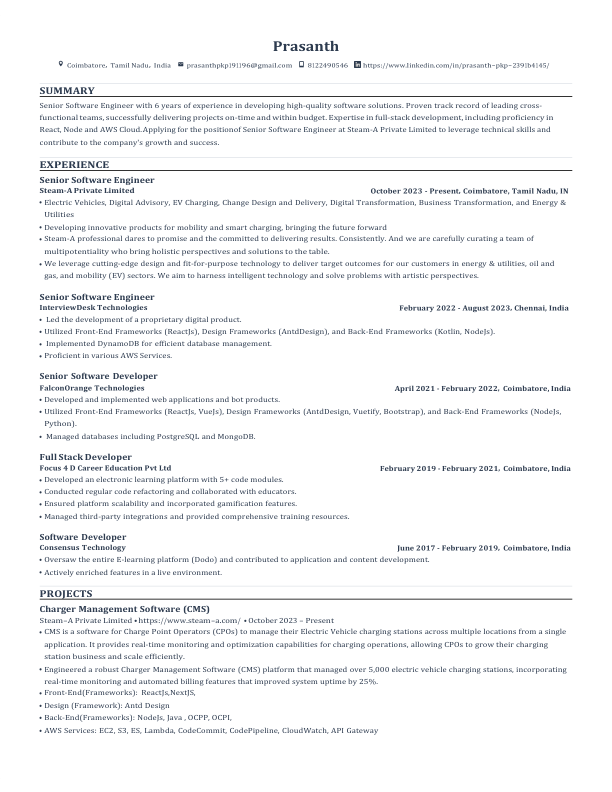 Prasanth
Coimbatore, Tamil Nadu, India prasanthpkp191196@gmail.com 8122490546 https://www.linkedin.com/in/prasanth-pkp-2391b4145/
SUMMARY
Senior Software Engineer with 6 years of experience in developing high-quality software solutions. Proven track record of leading cross-
functional teams, successfully delivering projects on-time and within budget. Expertise in full-stack development, including proficiency in
React, Node and AWS Cloud.Applying for the positionof Senior Software Engineer at Steam-A Private Limited to leverage technical skills and
contribute to the company's growth and success.
EXPERIENCE
Senior Software Engineer
Steam-A Private Limited October 2023 - Present, Coimbatore, Tamil Nadu, IN
• Electric Vehicles, Digital Advisory, EV Charging, Change Design and Delivery, Digital Transformation, Business Transformation, and Energy &
Utilities
• Developing innovative products for mobility and smart charging, bringing the future forward
• Steam-A professional dares to promise and the committed to delivering results. Consistently. And we are carefully curating a team of
multipotentiality who bring holistic perspectives and solutions to the table.
• We leverage cutting-edge design and fit-for-purpose technology to deliver target outcomes for our customers in energy & utilities, oil and
gas, and mobility (EV) sectors. We aim to harness intelligent technology and solve problems with artistic perspectives.
Senior Software Engineer
InterviewDesk Technologies February 2022 - August 2023, Chennai, India
• Led the development of a proprietary digital product.
• Utilized Front-End Frameworks (ReactJs), Design Frameworks (AntdDesign), and Back-End Frameworks (Kotlin, NodeJs).
• Implemented DynamoDB for efficient database management.
• Proficient in various AWS Services.
Senior Software Developer
FalconOrange Technologies April 2021 - February 2022, Coimbatore, India
• Developed and implemented web applications and bot products.
• Utilized Front-End Frameworks (ReactJs, VueJs), Design Frameworks (AntdDesign, Vuetify, Bootstrap), and Back-End Frameworks (NodeJs,
Python).
• Managed databases including PostgreSQL and MongoDB.
Full Stack Developer
Focus 4 D Career Education Pvt Ltd February 2019 - February 2021, Coimbatore, India
• Developed an electronic learning platform with 5+ code modules.
• Conducted regular code refactoring and collaborated with educators.
• Ensured platform scalability and incorporated gamification features.
• Managed third-party integrations and provided comprehensive training resources.
Software Developer
Consensus Technology June 2017 - February 2019, Coimbatore, India
• Oversaw the entire E-learning platform (Dodo) and contributed to application and content development.
• Actively enriched features in a live environment.
PROJECTS
Charger Management Software (CMS)
Steam-A Private Limited • https://www.steam-a.com/ • October 2023 - Present
• CMS is a software for Charge Point Operators (CPOs) to manage their Electric Vehicle charging stations across multiple locations from a single
application. It provides real-time monitoring and optimization capabilities for charging operations, allowing CPOs to grow their charging
station business and scale efficiently.
• Engineered a robust Charger Management Software (CMS) platform that managed over 5,000 electric vehicle charging stations, incorporating
real-time monitoring and automated billing features that improved system uptime by 25%.
• Front-End(Frameworks): ReactJs,NextJS,
• Design (Framework): Antd Design
• Back-End(Frameworks): NodeJs, Java , OCPP, OCPI,
• AWS Services: EC2, S3, ES, Lambda, CodeCommit, CodePipeline, CloudWatch, API Gateway